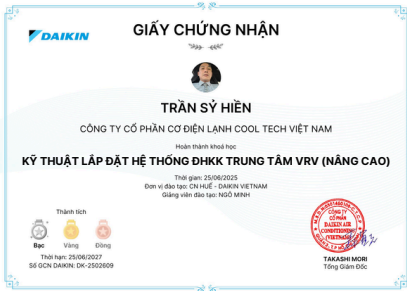 DAIKIN
GIẤY CHỨNG NHẬN
TRẦN SỶ HIỀN
CÔNG TY CỔ PHẦN CƠ ĐIỆN LẠNH COOL TECH VIỆT NAM
Hoàn thành khoá học
KỸ THUẬT LẮP ĐẶT HỆ THỐNG ĐHKK TRUNG TÂM VRV (NÂNG CAO)
Thời gian: 25/06/2025
Đơn vị đào tạo: CN HUẾ - DAIKIN VIETNAM
Giảng viên đào tạo: NGÔ MINH
Thành tích
Bạc Vàng Đồng
Thời hạn: 25/06/2027
Số GCN DAIKIN: DK-2502609
CÔNG TY
CỔ PHẦN
DAIKIN AIR
CONDITIONING
(VIETNAM)
TAKASHI MORI
Tổng Giám Đốc